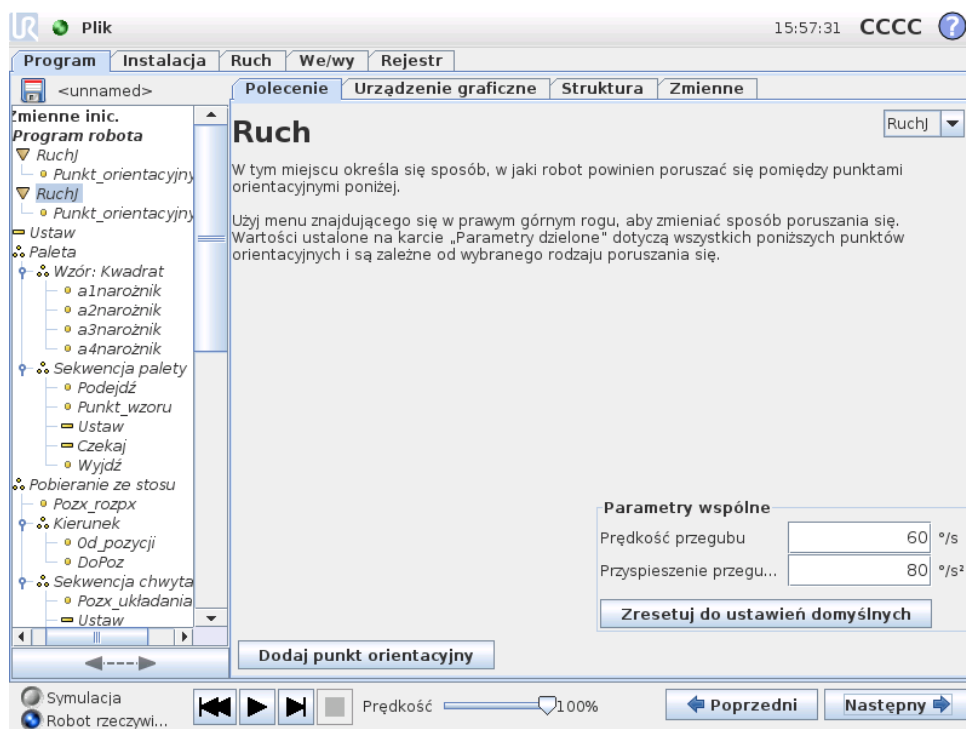 UR Plik 15:57:31 CCCC ?
Program Instalacja Ruch We/wy Rejestr
<unnamed>
Polecenie Urządzenie graficzne Struktura Zmienne
Zmienne inic.
Program robota
RuchJ
Punkt_orientacyjny
RuchJ
Punkt_orientacyjny
Ustaw
Paleta
Wzór: Kwadrat
a1narożnik
a2narożnik
a3narożnik
a4narożnik
Sekwencja palety
Podejdź
Punkt_wzoru
Ustaw
Czekaj
Wyjdź
Pobieranie ze stosu
Pozx_rozpx
Kierunek
Od_pozycji
DoPoz
Sekwencja chwyta
Pozx_układania
Ustaw
Ruch
RuchJ
W tym miejscu określa się sposób, w jaki robot powinien poruszać się pomiędzy punktami
orientacyjnymi poniżej.
Użyj menu znajdującego się w prawym górnym rogu, aby zmieniać sposób poruszania się.
Wartości ustalone na karcie „Parametry dzielone" dotyczą wszystkich poniższych punktów
orientacyjnych i są zależne od wybranego rodzaju poruszania się.
Parametry wspólne
Prędkość przegubu 60 °/s
Przyspieszenie przegu... 80 °/s²
Zresetuj do ustawień domyślnych
Dodaj punkt orientacyjny
Symulacja
Robot rzeczywi...
Prędkość 100%
Poprzedni
Następny